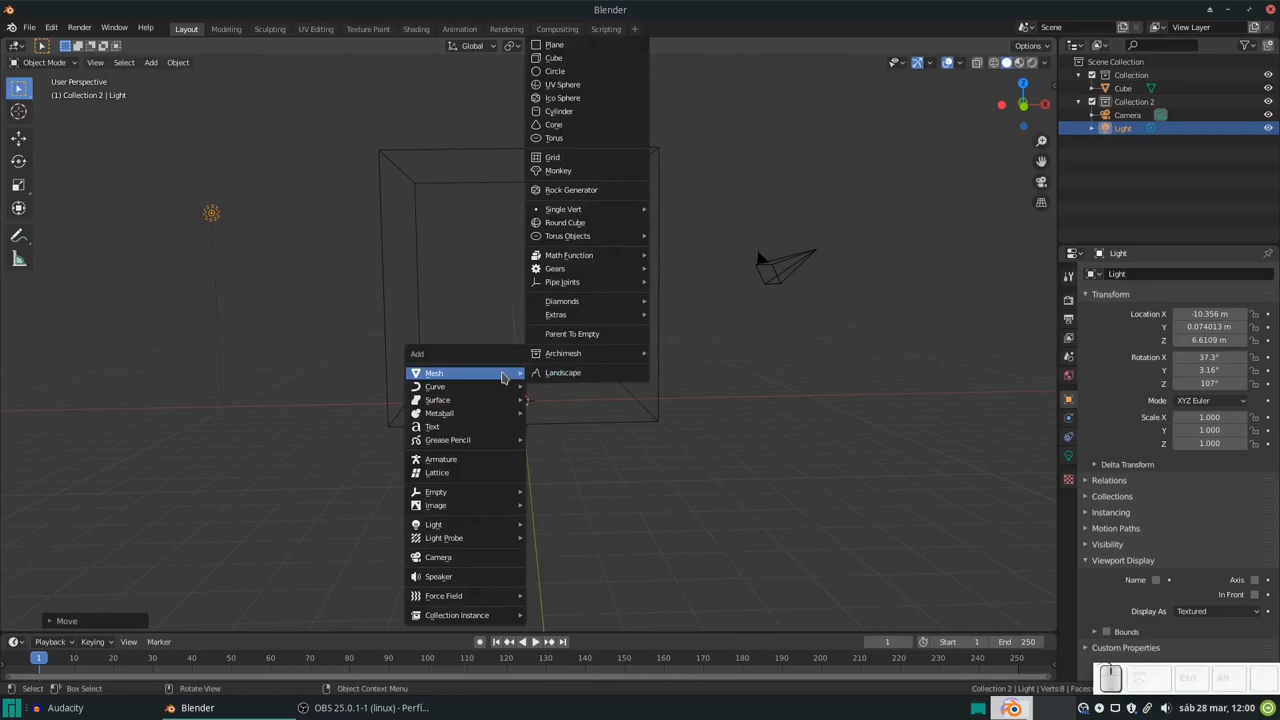 Blender
File Edit Render Window Help
Layout Modeling Sculpting UV Editing Texture Paint Shading Animation Rendering Compositing Scripting +
Scene
View Layer
Global
Options
Object Mode View Select Add Object
User Perspective
(1) Collection 2 | Light
Plane
Cube
Circle
UV Sphere
Ico Sphere
Cylinder
Cone
Torus
Grid
Monkey
Rock Generator
Single Vert
Round Cube
Torus Objects
Math Function
Gears
Pipe Joints
Diamonds
Extras
Parent To Empty
Archimesh
Landscape
Add
Mesh
Curve
Surface
Metaball
Text
Grease Pencil
Armature
Lattice
Empty
Image
Light
Light Probe
Camera
Speaker
Force Field
Collection Instance
Z
X
Move
Scene Collection
Collection
Cube
Collection 2
Camera
Light
Light
Light
Transform
Location X -10.356 m
Y 0.074013 m
Z 6.6109 m
Rotation X 37.3°
Y 3.16°
Z 107°
Mode XYZ Euler
Scale X 1.000
Y 1.000
Z 1.000
Delta Transform
Relations
Collections
Instancing
Motion Paths
Visibility
Viewport Display
Name Axis
In Front
Display As Textured
Bounds
Custom Properties
Ctrl Alt
Playback Keying View Marker
1 Start 1 End 250
1 10 20 30 40 50 60 70 80 90 100 110 120 130 140 150 160 170 180 190 200 210 220 230 240 250
Select Box Select Rotate View Object Context Menu
Collection 2 | Light | Verts:8 | Faces:
Audacity Blender OBS 25.0.1-1 (linux) - Perfi...
sáb 28 mar, 12:00